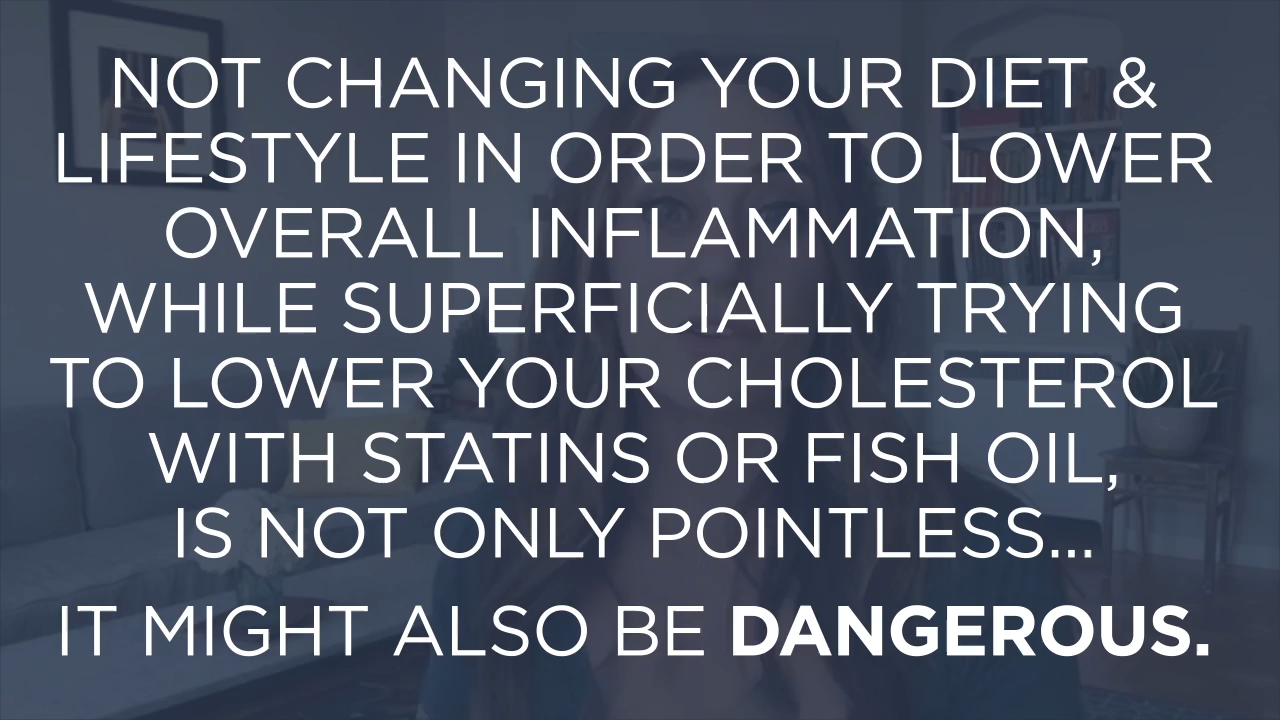 NOT CHANGING YOUR DIET &
LIFESTYLE IN ORDER TO LOWER
OVERALL INFLAMMATION,
WHILE SUPERFICIALLY TRYING
TO LOWER YOUR CHOLESTEROL
WITH STATINS OR FISH OIL,
IS NOT ONLY POINTLESS...
IT MIGHT ALSO BE DANGEROUS.